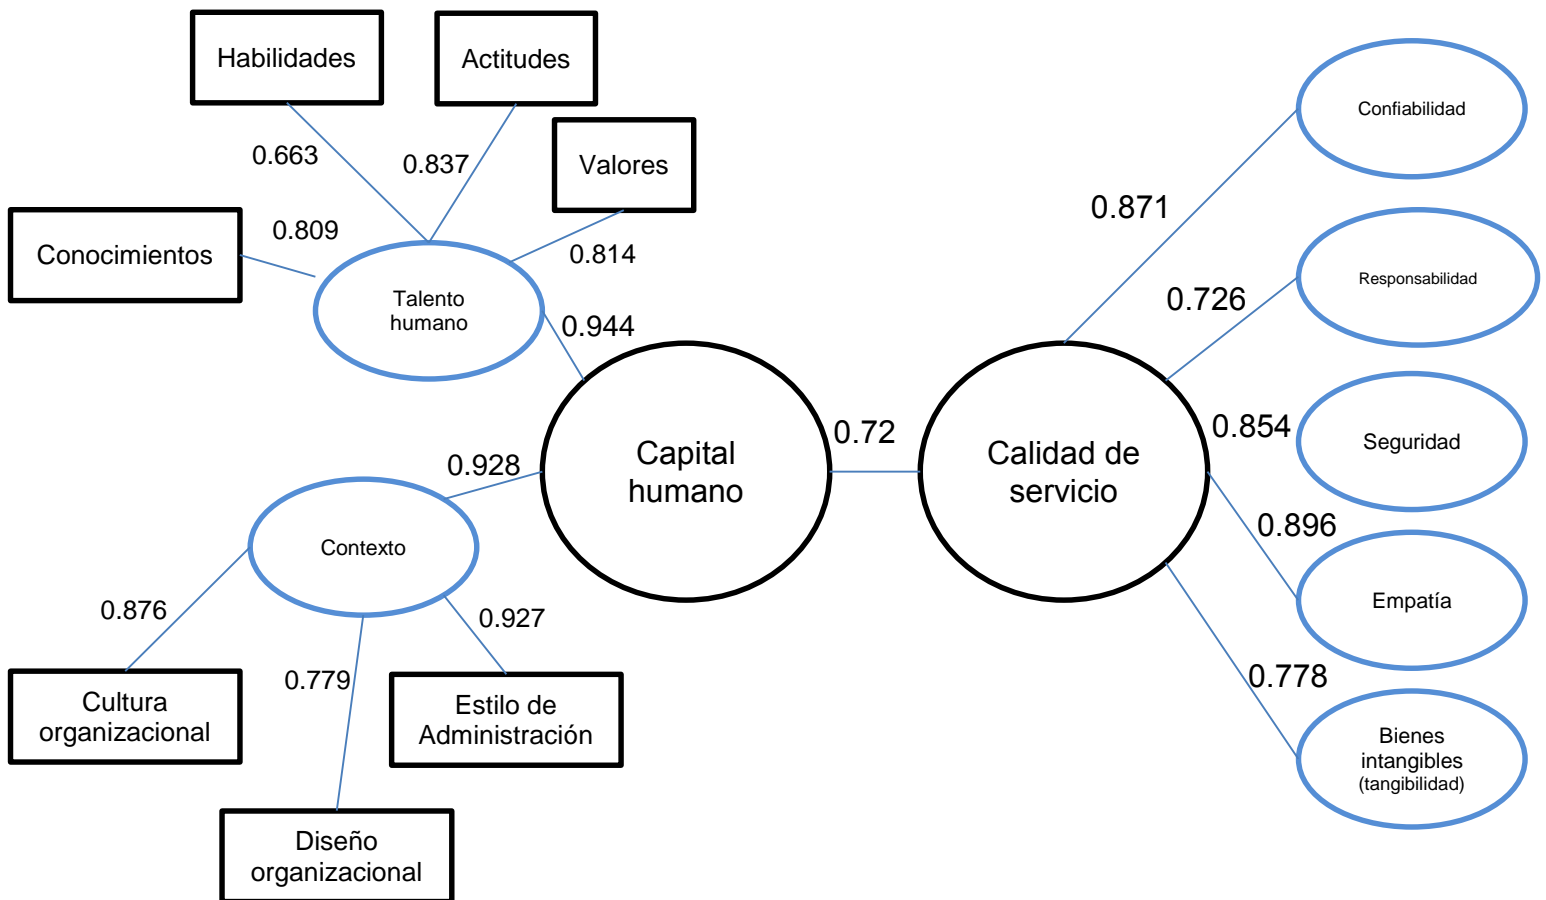 Habilidades
Actitudes
Confiabilidad
0.663
0.837
Valores
0.871
Conocimientos
0.809
0.814
Talento
humano
0.944
0.726
Responsabilidad
0.928
Capital
humano
0.72
Calidad de
servicio
0.854
Seguridad
Contexto
0.896
Empatía
0.876
0.779
0.927
0.778
Cultura
organizacional
Estilo de
Administración
Bienes
intangibles
(tangibilidad)
Diseño
organizacional